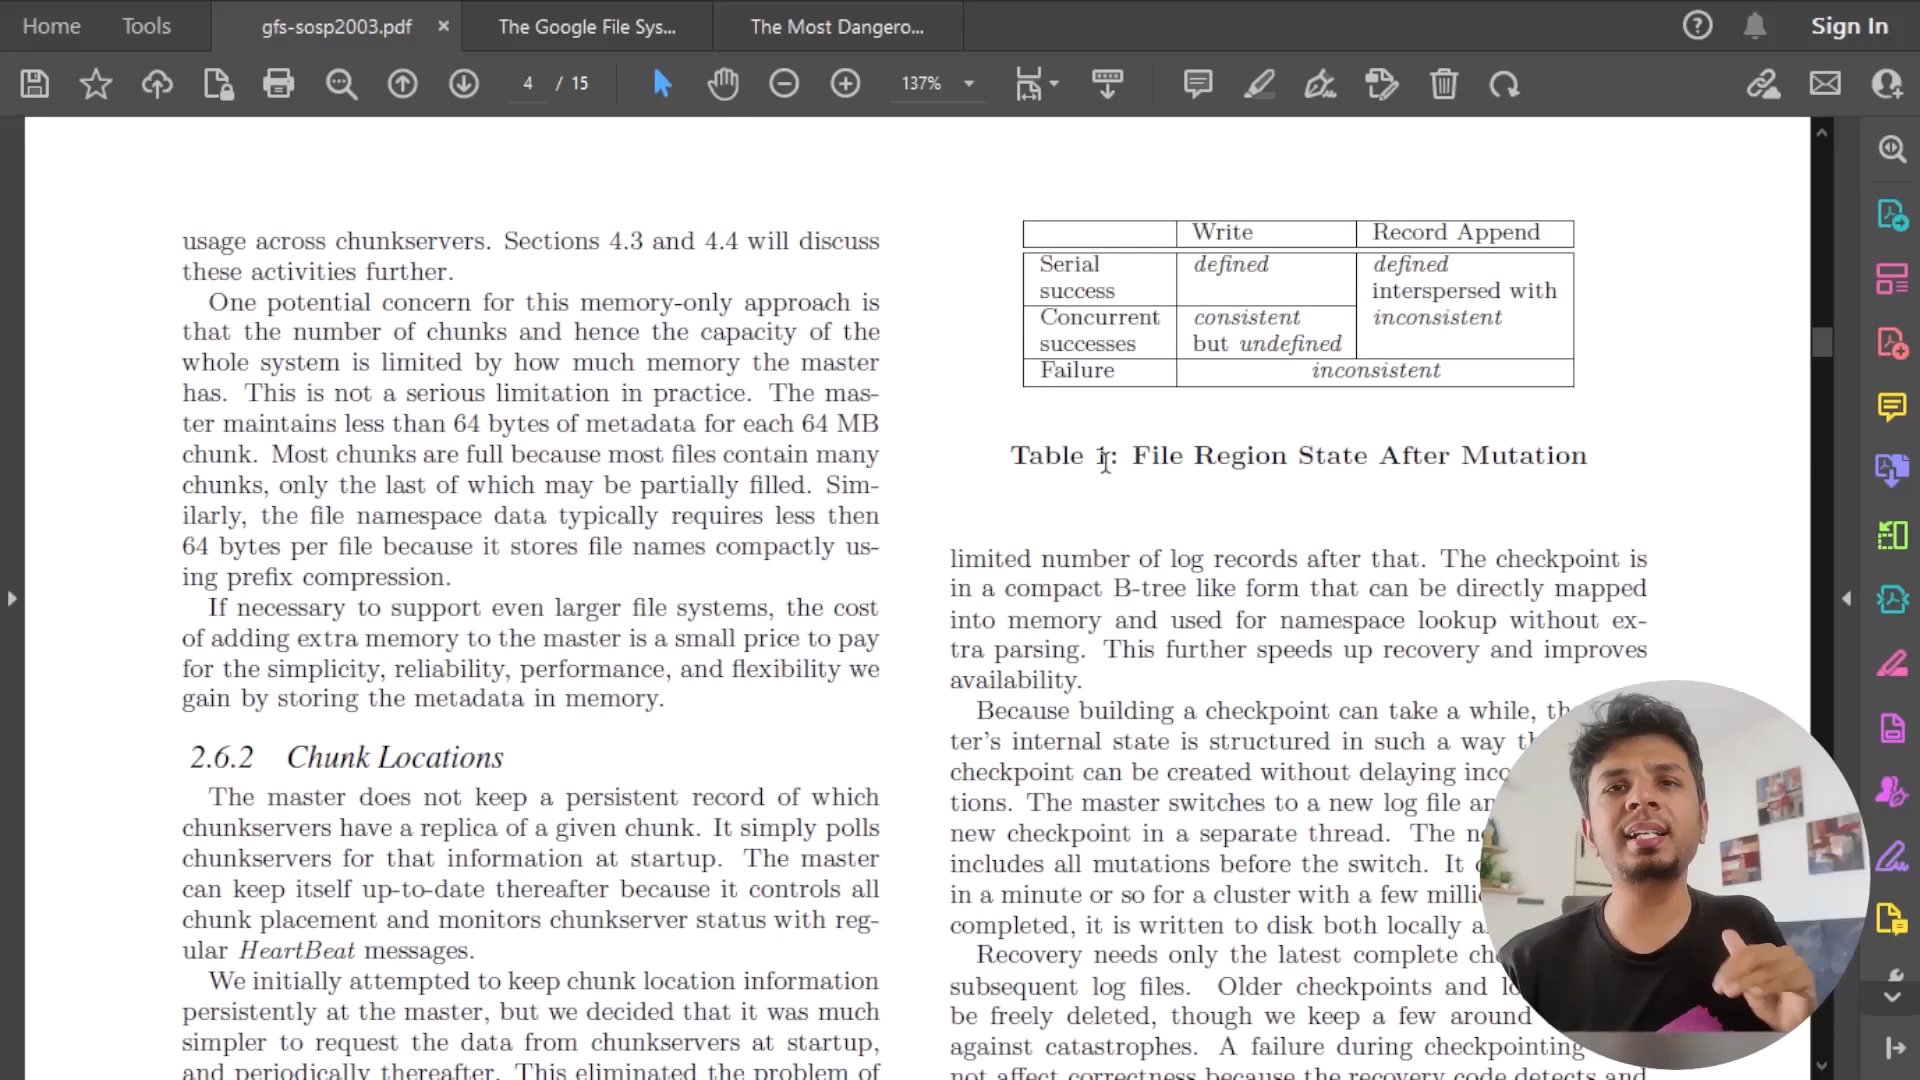 Home
Tools
gfs-sosp2003.pdf
The Google File Sys...
The Most Dangero...
Sign In
4 / 15
137%
usage across chunkservers. Sections 4.3 and 4.4 will discuss
these activities further.
One potential concern for this memory-only approach is
that the number of chunks and hence the capacity of the
whole system is limited by how much memory the master
has. This is not a serious limitation in practice. The mas-
ter maintains less than 64 bytes of metadata for each 64 MB
chunk. Most chunks are full because most files contain many
chunks, only the last of which may be partially filled. Sim-
ilarly, the file namespace data typically requires less then
64 bytes per file because it stores file names compactly us-
ing prefix compression.
If necessary to support even larger file systems, the cost
of adding extra memory to the master is a small price to pay
for the simplicity, reliability, performance, and flexibility we
gain by storing the metadata in memory.
2.6.2 Chunk Locations
The master does not keep a persistent record of which
chunkservers have a replica of a given chunk. It simply polls
chunkservers for that information at startup. The master
can keep itself up-to-date thereafter because it controls all
chunk placement and monitors chunkserver status with reg-
ular HeartBeat messages.
We initially attempted to keep chunk location information
persistently at the master, but we decided that it was much
simpler to request the data from chunkservers at startup,
and periodically thereafter. This eliminated the problem of
Write Record Append
Serial defined defined
success interspersed with
Concurrent consistent inconsistent
successes but undefined
Failure inconsistent
Table 1: File Region State After Mutation
limited number of log records after that. The checkpoint is
in a compact B-tree like form that can be directly mapped
into memory and used for namespace lookup without ex-
tra parsing. This further speeds up recovery and improves
availability.
Because building a checkpoint can take a while, th
ter's internal state is structured in such a way th
checkpoint can be created without delaying inco
tions. The master switches to a new log file an
new checkpoint in a separate thread. The n
includes all mutations before the switch. It c
in a minute or so for a cluster with a few milli
completed, it is written to disk both locally a
Recovery needs only the latest complete che
subsequent log files. Older checkpoints and lo
be freely deleted, though we keep a few around
against catastrophes. A failure during checkpointing
not affect correctness because the recovery code detects and